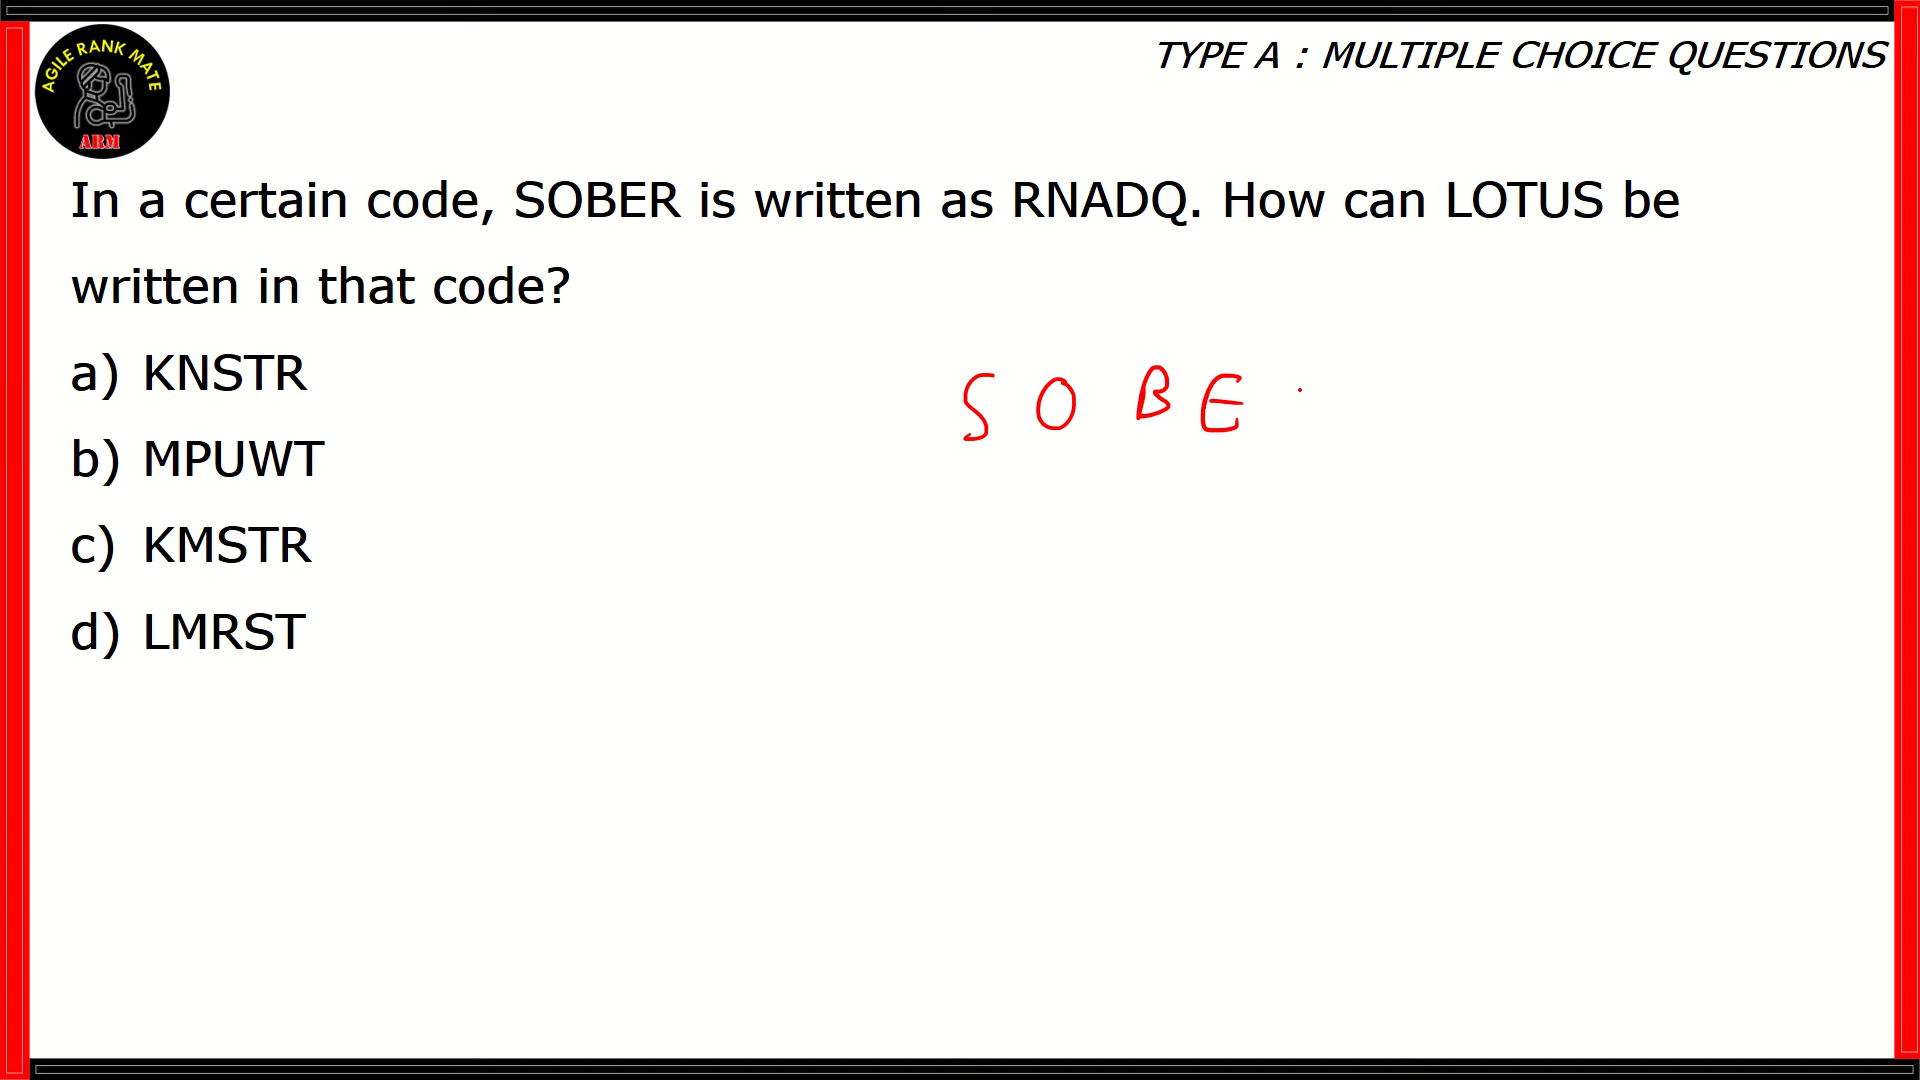 AGILE RANK MATE
ARM
TYPE A : MULTIPLE CHOICE QUESTIONS
In a certain code, SOBER is written as RNADQ. How can LOTUS be
written in that code?
a) KNSTR
b) MPUWT
c) KMSTR
d) LMRST
S O B E